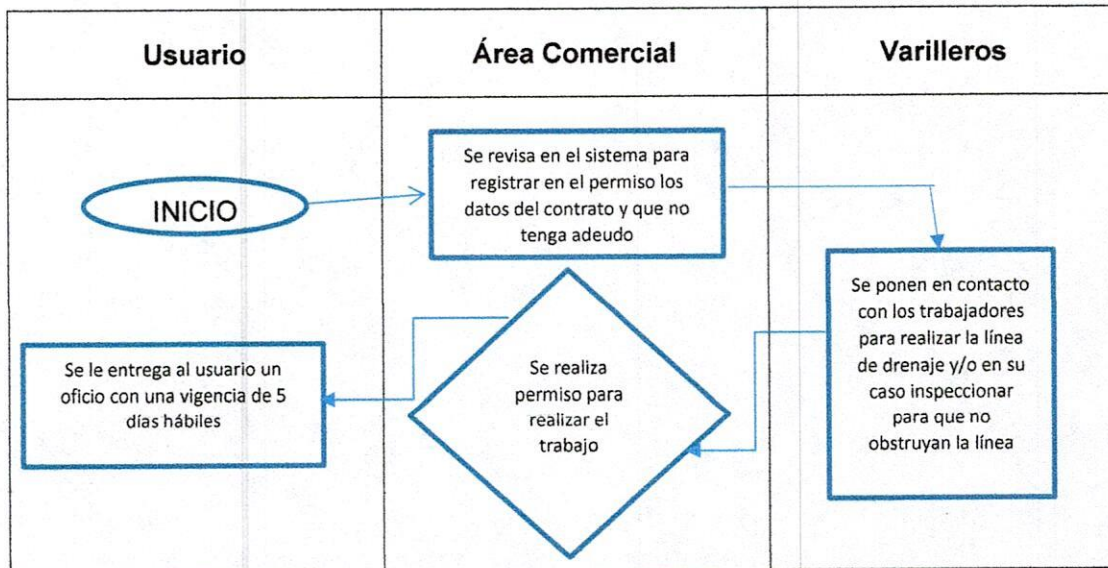 Usuario
Área Comercial
Varilleros
INICIO
Se revisa en el sistema para
registrar en el permiso los
datos del contrato y que no
tenga adeudo
Se ponen en contacto
con los trabajadores
para realizar la línea
de drenaje y/o en su
caso inspeccionar
para que no
obstruyan la línea
Se realiza
permiso para
realizar el
trabajo
Se le entrega al usuario un
oficio con una vigencia de 5
días hábiles